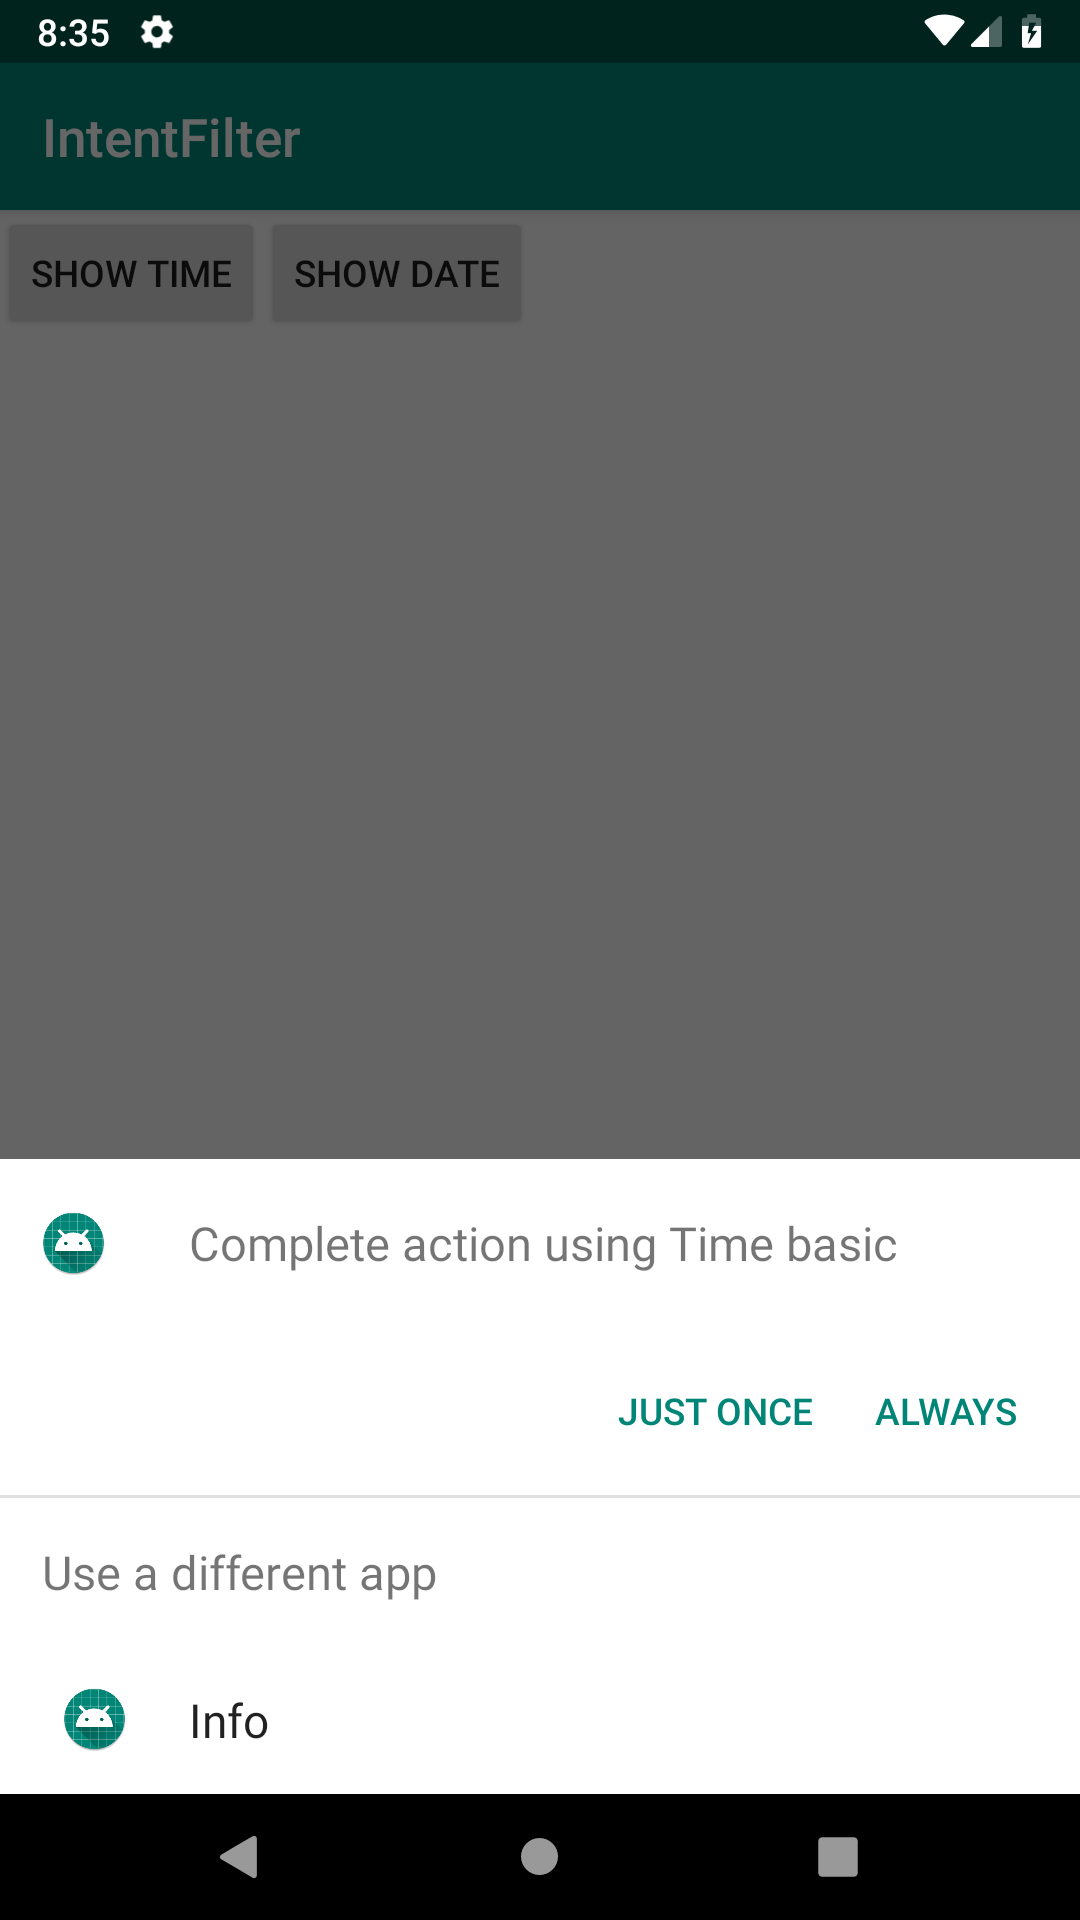 8:35
IntentFilter
SHOW TIME SHOW DATE
Complete action using Time basic
JUST ONCE ALWAYS
Use a different app
Info